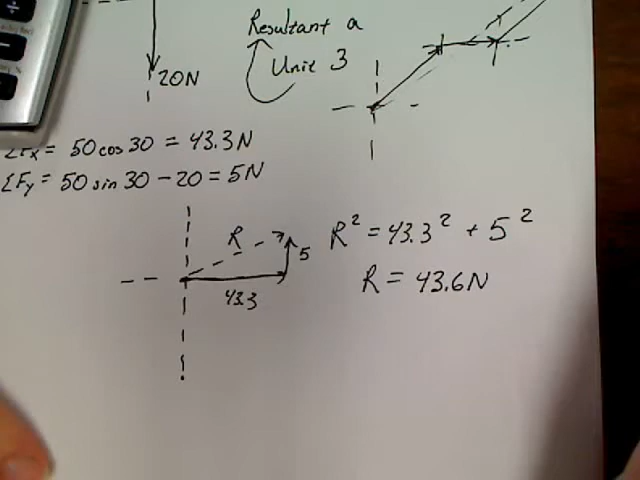 20N
Resultant a
Unit 3
ΣFx = 50 cos 30 = 43.3N
ΣFy = 50 sin 30 - 20 = 5N
R
5
43.3
R² = 43.3² + 5²
R = 43.6N